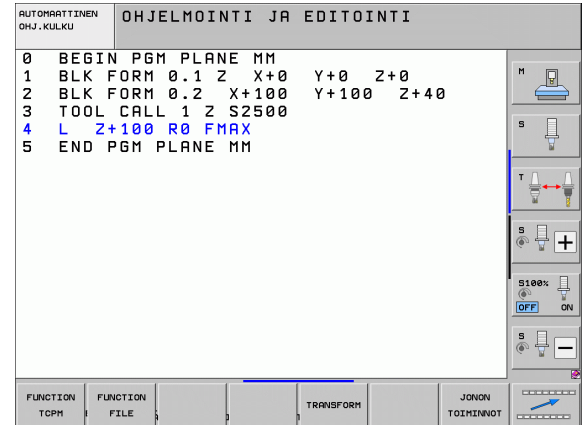 AUTOMAATTINEN
OHJ.KULKU
OHJELMOINTI JA EDITOINTI
0 BEGIN PGM PLANE MM
1 BLK FORM 0.1 Z X+0 Y+0 Z+0
2 BLK FORM 0.2 X+100 Y+100 Z+40
3 TOOL CALL 1 Z S2500
4 L Z+100 R0 FMAX
5 END PGM PLANE MM
M
S
T
S
+
S100%
OFF ON
S
−
FUNCTION
TCPM
FUNCTION
FILE
TRANSFORM
JONON
TOIMINNOT